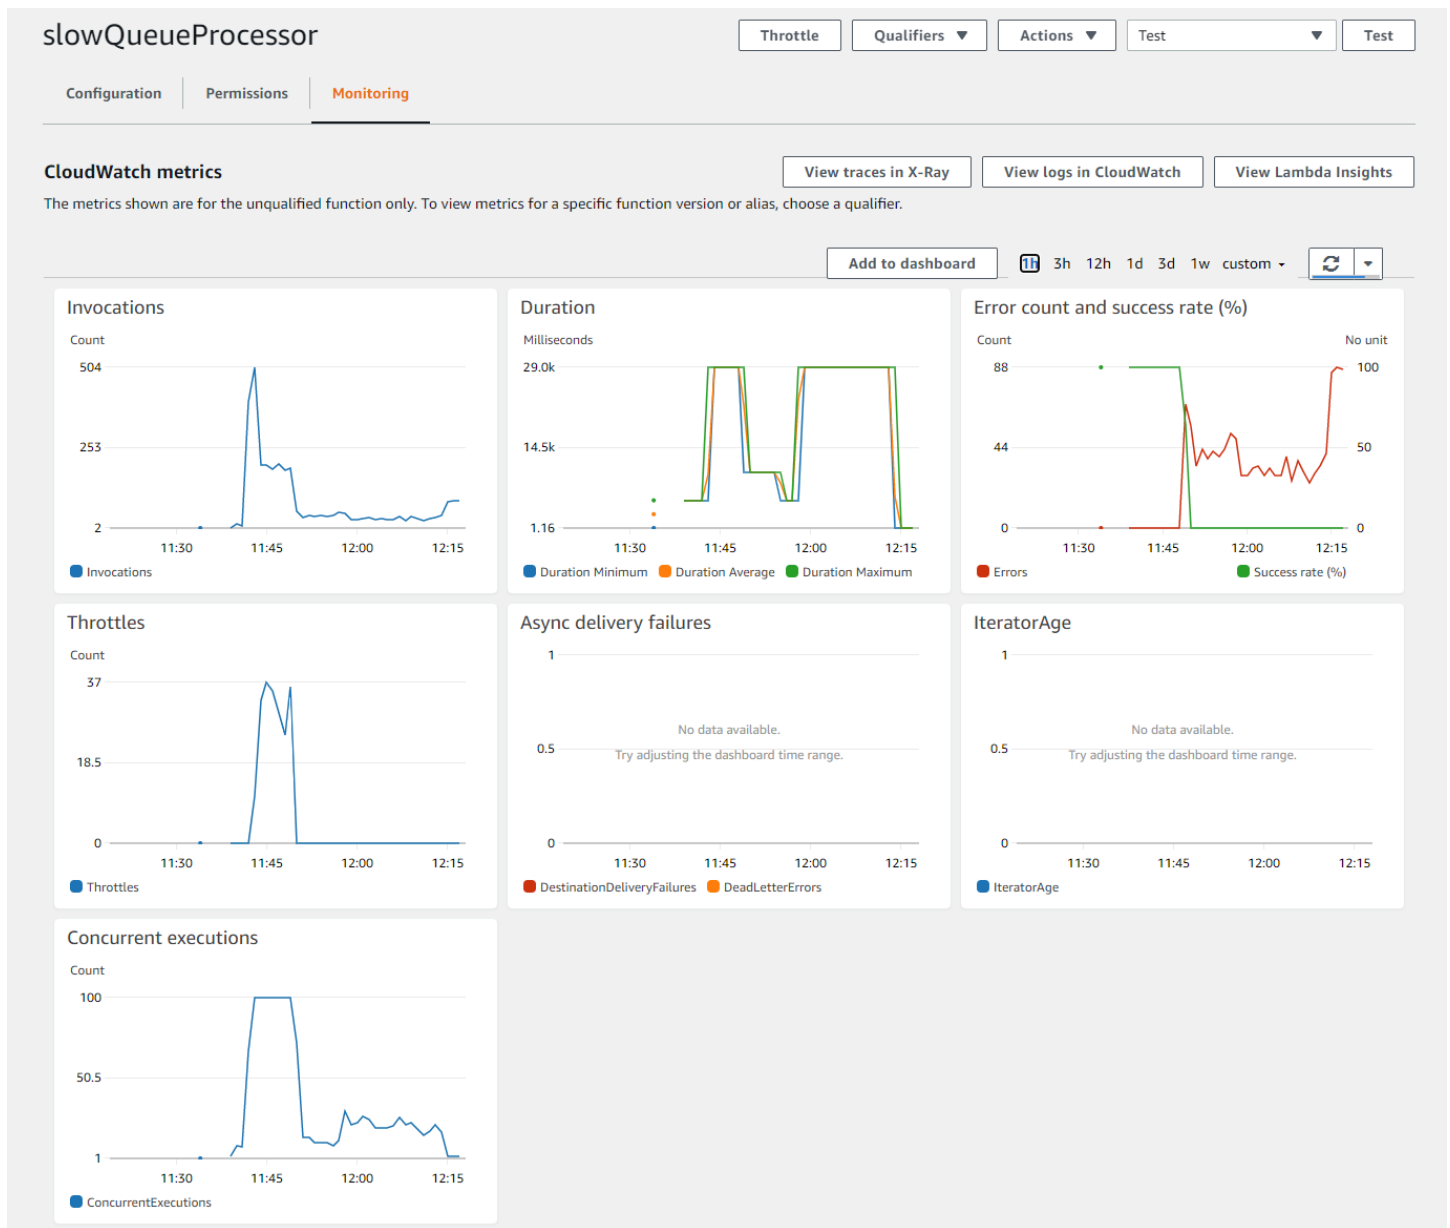 slowQueueProcessor
Throttle
Qualifiers
Actions
Test
Test
Configuration
Permissions
Monitoring
CloudWatch metrics
View traces in X-Ray
View logs in CloudWatch
View Lambda Insights
The metrics shown are for the unqualified function only. To view metrics for a specific function version or alias, choose a qualifier.
Add to dashboard
1h 3h 12h 1d 3d 1w custom
Invocations
Count
504
253
2
11:30 11:45 12:00 12:15
Invocations
Duration
Milliseconds
29.0k
14.5k
1.16
11:30 11:45 12:00 12:15
Duration Minimum Duration Average Duration Maximum
Error count and success rate (%)
Count No unit
88 100
44 50
0 0
11:30 11:45 12:00 12:15
Errors Success rate (%)
Throttles
Count
37
18.5
0
11:30 11:45 12:00 12:15
Throttles
Async delivery failures
1
No data available.
0.5
Try adjusting the dashboard time range.
0
11:30 11:45 12:00 12:15
DestinationDeliveryFailures DeadLetterErrors
IteratorAge
1
No data available.
0.5
Try adjusting the dashboard time range.
0
11:30 11:45 12:00 12:15
IteratorAge
Concurrent executions
Count
100
50.5
1
11:30 11:45 12:00 12:15
ConcurrentExecutions